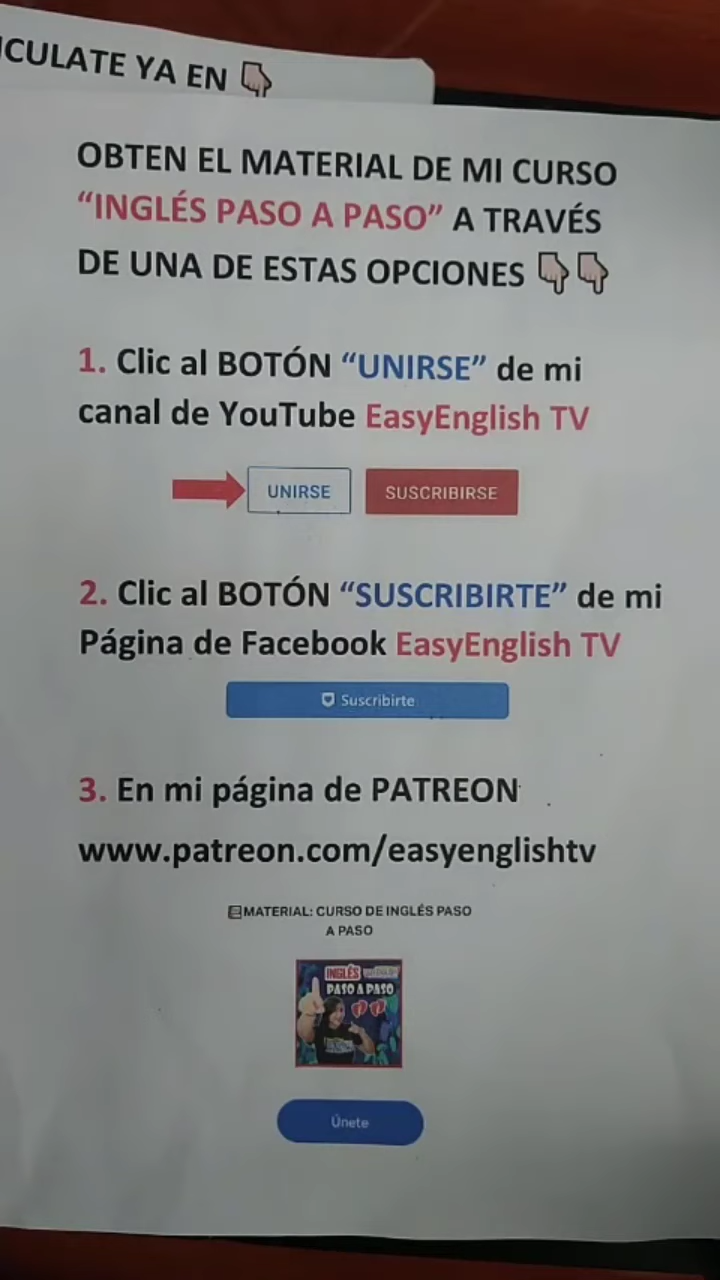 CULATE YA EN 👇
OBTEN EL MATERIAL DE MI CURSO
“INGLÉS PASO A PASO” A TRAVÉS
DE UNA DE ESTAS OPCIONES 👇👇
1. Clic al BOTÓN “UNIRSE” de mi
canal de YouTube EasyEnglish TV
UNIRSE SUSCRIBIRSE
2. Clic al BOTÓN “SUSCRIBIRTE” de mi
Página de Facebook EasyEnglish TV
Suscribirte
3. En mi página de PATREON
www.patreon.com/easyenglishtv
MATERIAL: CURSO DE INGLÉS PASO
A PASO
INGLÉS
PASO A PASO
Únete